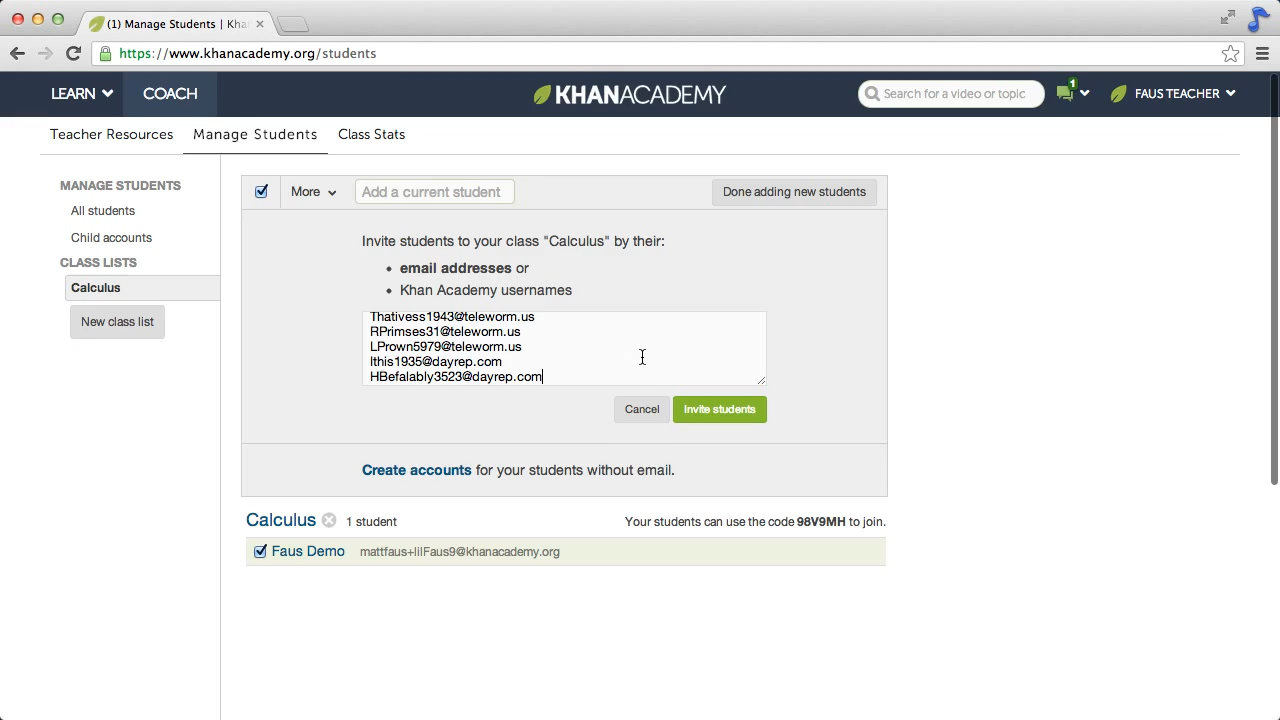 (1) Manage Students | Kha
https://www.khanacademy.org/students
LEARN COACH KHANACADEMY Search for a video or topic 1 FAUS TEACHER
Teacher Resources Manage Students Class Stats
MANAGE STUDENTS
All students
Child accounts
CLASS LISTS
Calculus
New class list
More Add a current student Done adding new students
Invite students to your class "Calculus" by their:
• email addresses or
• Khan Academy usernames
Thativess1943@teleworm.us
RPrimses31@teleworm.us
LPrown5979@teleworm.us
Ithis1935@dayrep.com
HBefalably3523@dayrep.com
Cancel Invite students
Create accounts for your students without email.
Calculus 1 student Your students can use the code 98V9MH to join.
Faus Demo mattfaus+lilFaus9@khanacademy.org